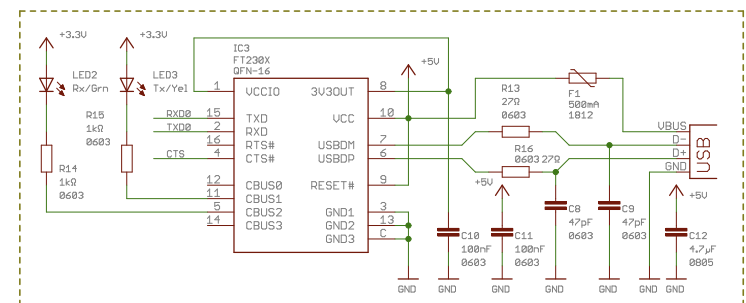 +3.3V
+3.3V
LED2
Rx/Grn
LED3
Tx/Yel
R15
1kΩ
0603
R14
1kΩ
0603
RXD0
TXD0
CTS
IC3
FT230X
QFN-16
1 VCCIO 3V3OUT 8
15 TXD VCC 10
2 RXD
16 RTS# USBDM 7
4 CTS# USBDP 6
12 CBUS0 RESET# 9
11 CBUS1
5 CBUS2 GND1 3
14 CBUS3 GND2 13
GND3 C
+5V
R13
27Ω
0603
R16
0603 27Ω
F1
500mA
1812
VBUS
D-
D+
GND
USB
+5V
+5V
C10
100nF
0603
C11
100nF
0603
C8
47pF
0603
C9
47pF
0603
C12
4.7µF
0805
GND
GND
GND
GND
GND
GND
GND